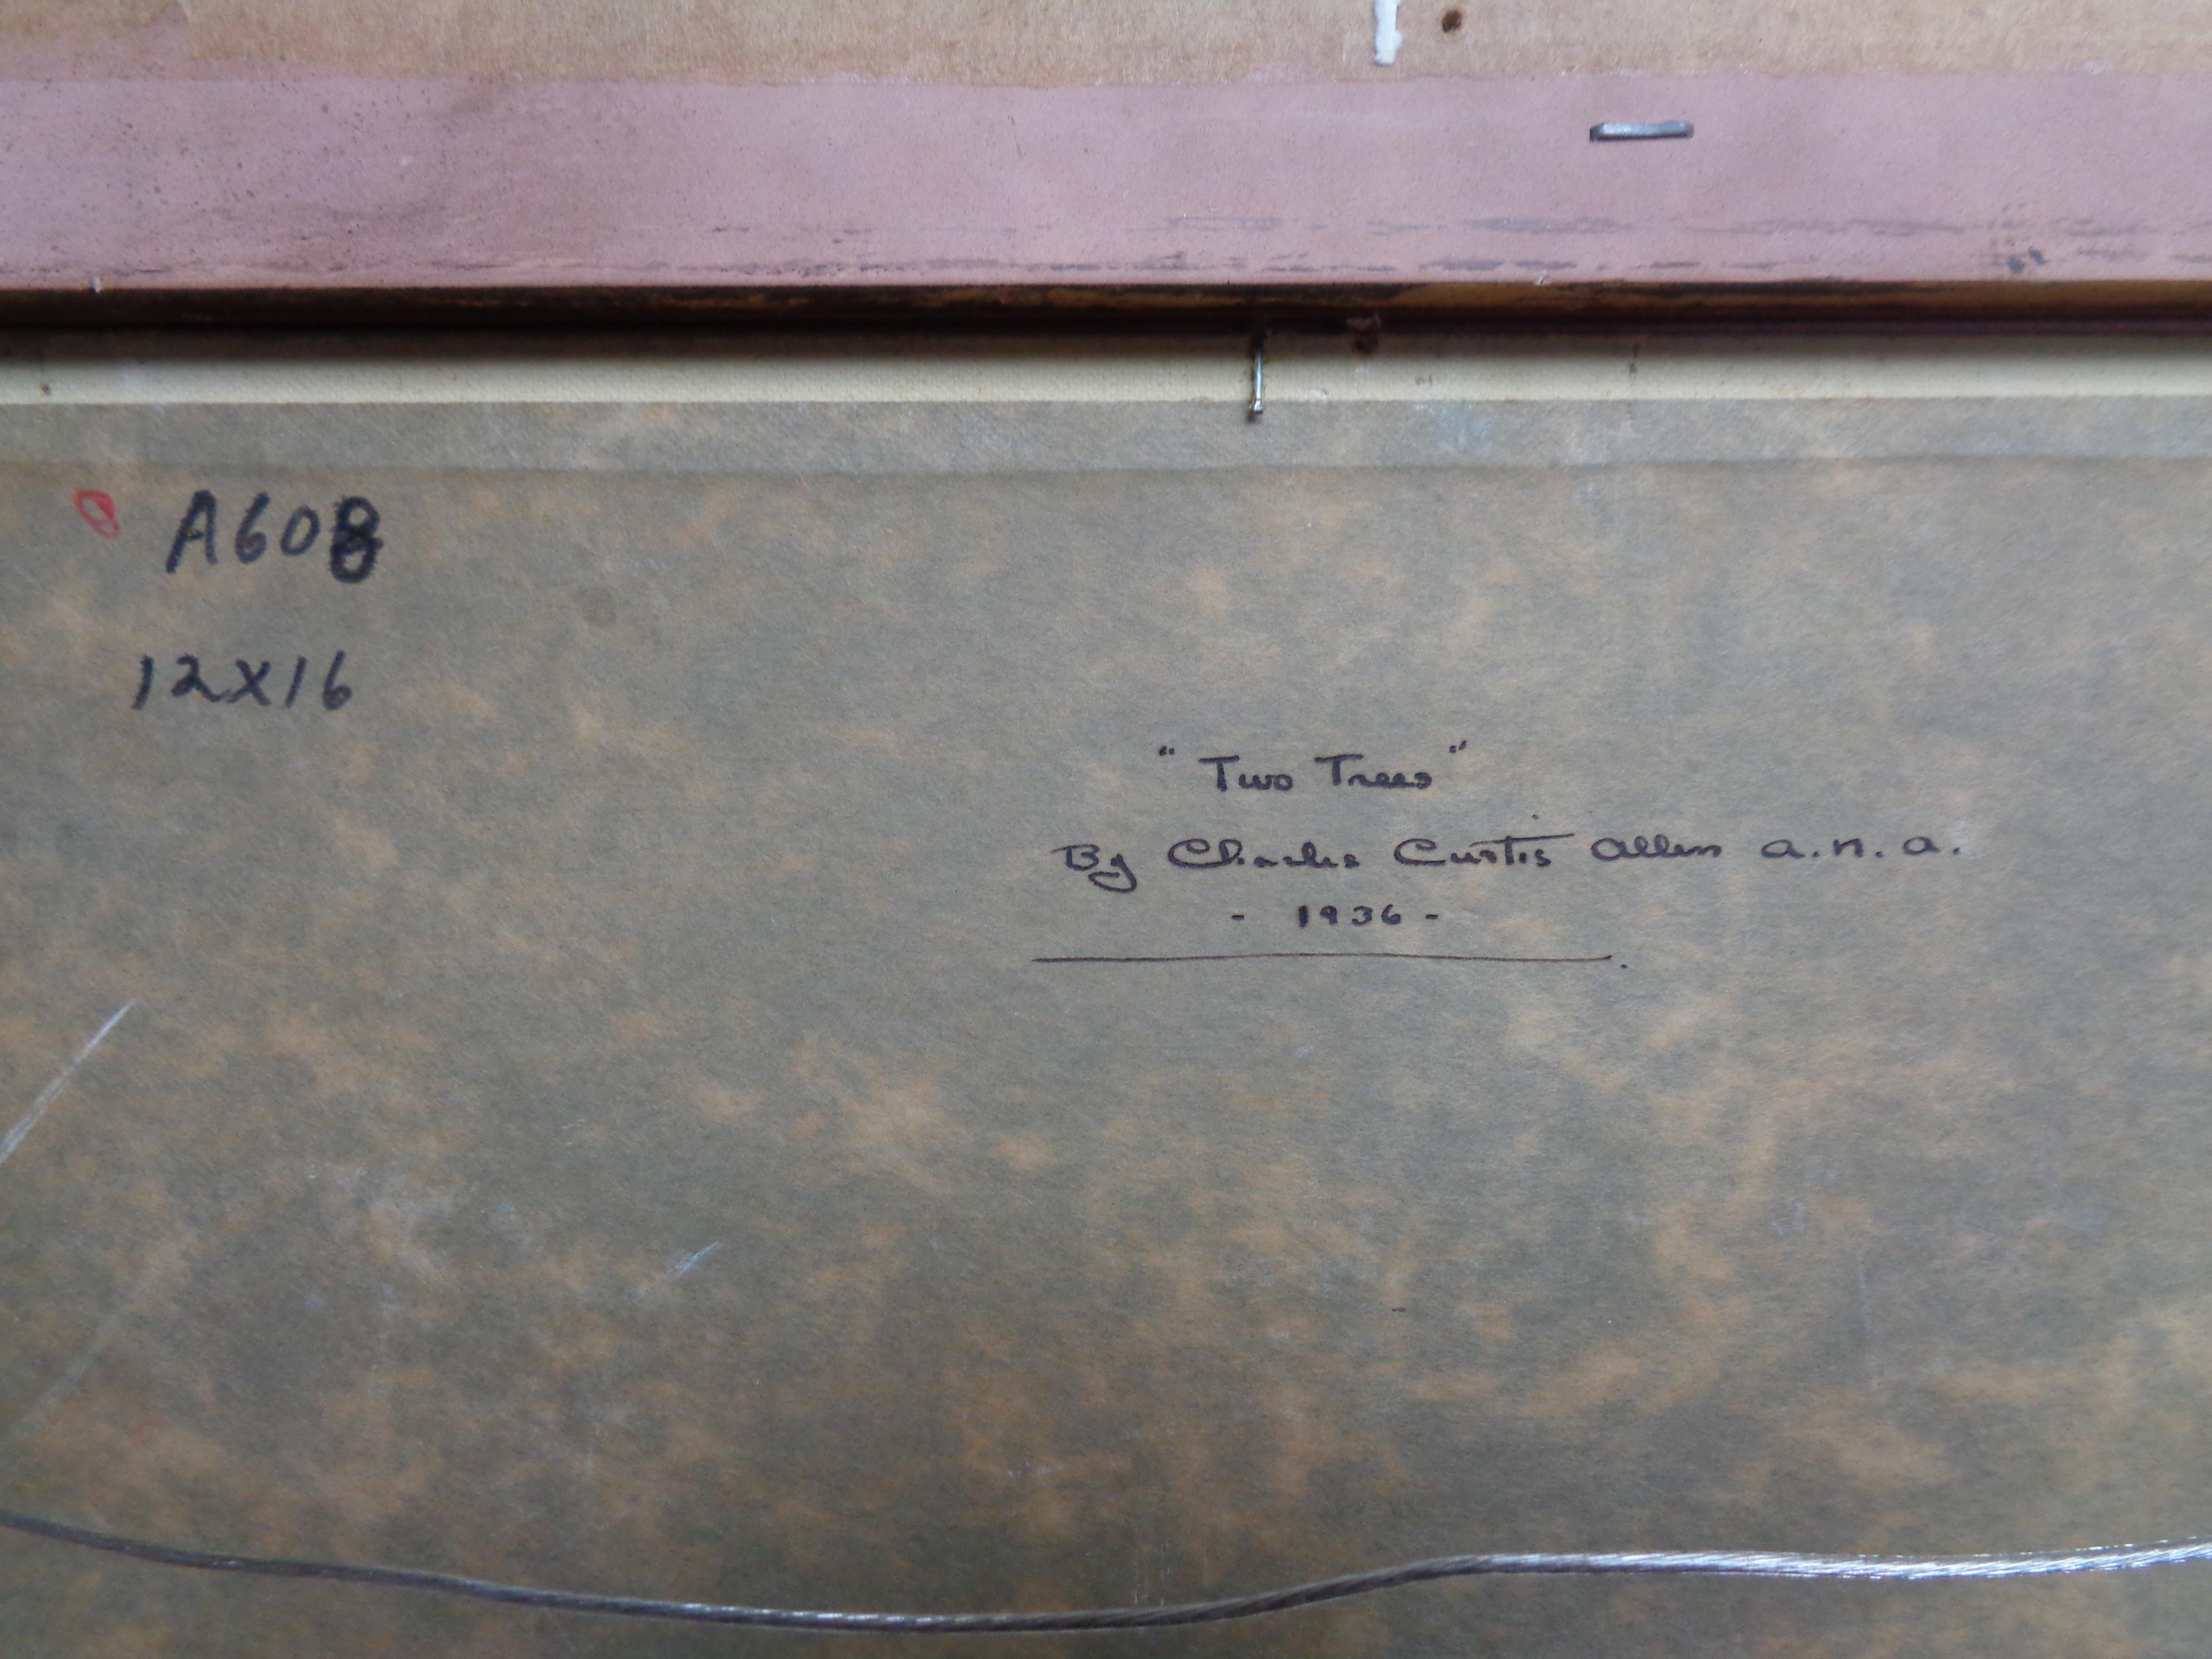 A608
12X16
"Two Trees"
By Charles Curtis Allen a.n.a.
- 1936 -